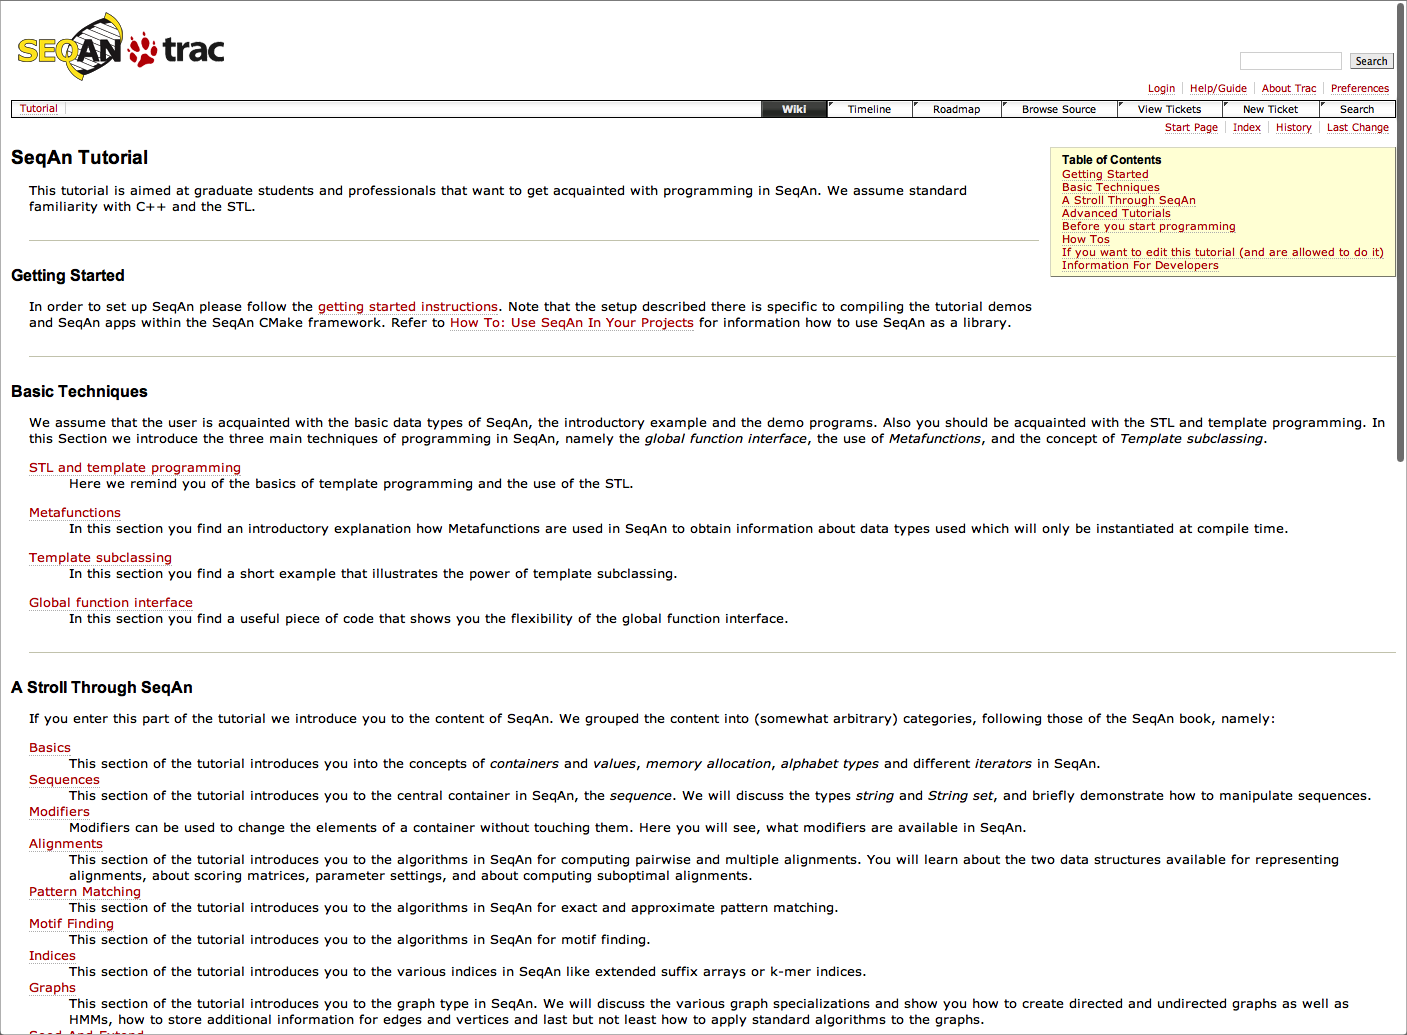 SEQAN trac
Search
Login Help/Guide About Trac Preferences
Tutorial
Wiki Timeline Roadmap Browse Source View Tickets New Ticket Search
Start Page Index History Last Change
SeqAn Tutorial
This tutorial is aimed at graduate students and professionals that want to get acquainted with programming in SeqAn. We assume standard
familiarity with C++ and the STL.
Table of Contents
Getting Started
Basic Techniques
A Stroll Through SeqAn
Advanced Tutorials
Before you start programming
How Tos
If you want to edit this tutorial (and are allowed to do it)
Information For Developers
Getting Started
In order to set up SeqAn please follow the getting started instructions. Note that the setup described there is specific to compiling the tutorial demos
and SeqAn apps within the SeqAn CMake framework. Refer to How To: Use SeqAn In Your Projects for information how to use SeqAn as a library.
Basic Techniques
We assume that the user is acquainted with the basic data types of SeqAn, the introductory example and the demo programs. Also you should be acquainted with the STL and template programming. In
this Section we introduce the three main techniques of programming in SeqAn, namely the global function interface, the use of Metafunctions, and the concept of Template subclassing.
STL and template programming
Here we remind you of the basics of template programming and the use of the STL.
Metafunctions
In this section you find an introductory explanation how Metafunctions are used in SeqAn to obtain information about data types used which will only be instantiated at compile time.
Template subclassing
In this section you find a short example that illustrates the power of template subclassing.
Global function interface
In this section you find a useful piece of code that shows you the flexibility of the global function interface.
A Stroll Through SeqAn
If you enter this part of the tutorial we introduce you to the content of SeqAn. We grouped the content into (somewhat arbitrary) categories, following those of the SeqAn book, namely:
Basics
This section of the tutorial introduces you into the concepts of containers and values, memory allocation, alphabet types and different iterators in SeqAn.
Sequences
This section of the tutorial introduces you to the central container in SeqAn, the sequence. We will discuss the types string and String set, and briefly demonstrate how to manipulate sequences.
Modifiers
Modifiers can be used to change the elements of a container without touching them. Here you will see, what modifiers are available in SeqAn.
Alignments
This section of the tutorial introduces you to the algorithms in SeqAn for computing pairwise and multiple alignments. You will learn about the two data structures available for representing
alignments, about scoring matrices, parameter settings, and about computing suboptimal alignments.
Pattern Matching
This section of the tutorial introduces you to the algorithms in SeqAn for exact and approximate pattern matching.
Motif Finding
This section of the tutorial introduces you to the algorithms in SeqAn for motif finding.
Indices
This section of the tutorial introduces you to the various indices in SeqAn like extended suffix arrays or k-mer indices.
Graphs
This section of the tutorial introduces you to the graph type in SeqAn. We will discuss the various graph specializations and show you how to create directed and undirected graphs as well as
HMMs, how to store additional information for edges and vertices and last but not least how to apply standard algorithms to the graphs.
Seed-And-Extend